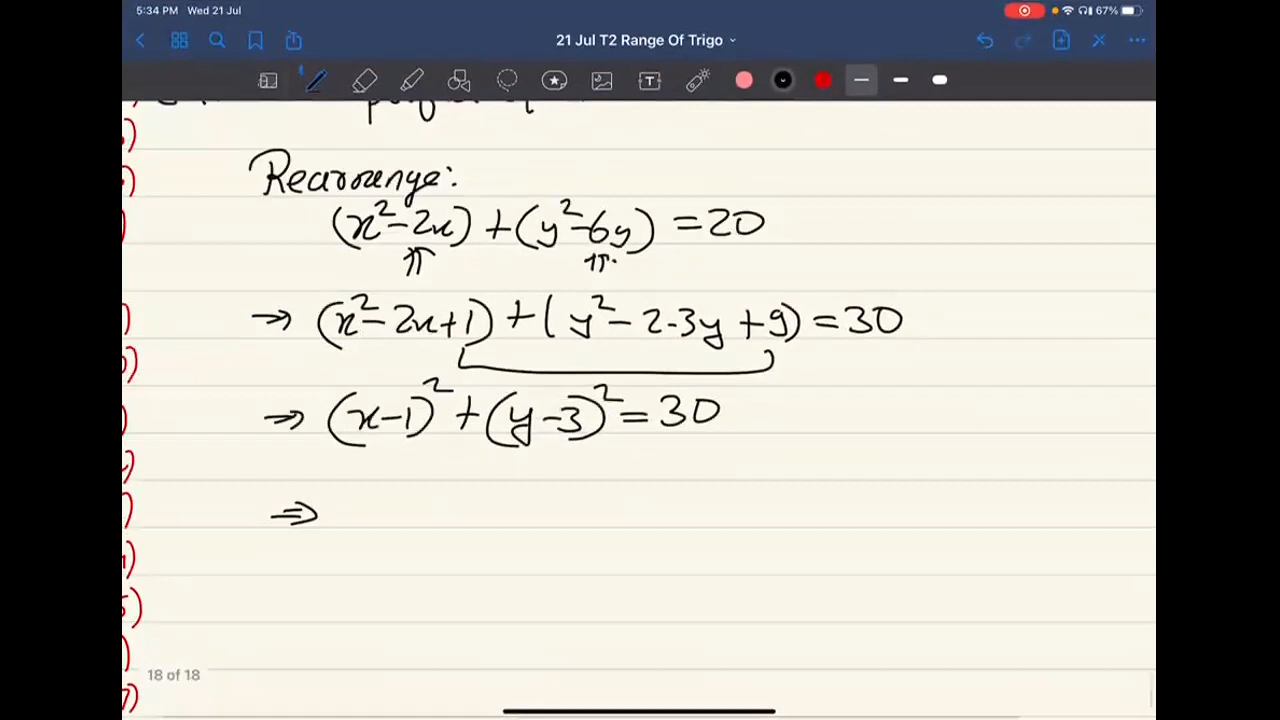 5:34 PM Wed 21 Jul 67%
21 Jul T2 Range Of Trigo
Rearrange:
(x²-2x) + (y²-6y) = 20
⇒ (x²-2x+1) + (y²-2·3y+9) = 30
⇒ (x-1)² + (y-3)² = 30
⇒
18 of 18